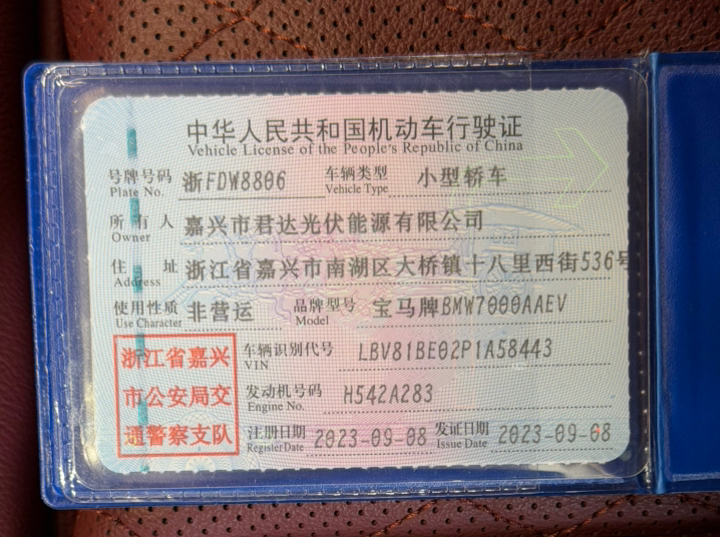 中华人民共和国机动车行驶证
Vehicle License of the People's Republic of China
号牌号码 浙FDW8806 车辆类型 小型轿车
Plate No. Vehicle Type
所有人 嘉兴市君达光伏能源有限公司
Owner
住址 浙江省嘉兴市南湖区大桥镇十八里西街536号
Address
使用性质 非营运 品牌型号 宝马牌BMW7000AAEV
Use Character Model
浙江省嘉兴
市公安局交
通警察支队
车辆识别代号 LBV81BE02P1A58443
VIN
发动机号码 H542A283
Engine No.
注册日期 2023-09-08 发证日期 2023-09-08
Register Date Issue Date